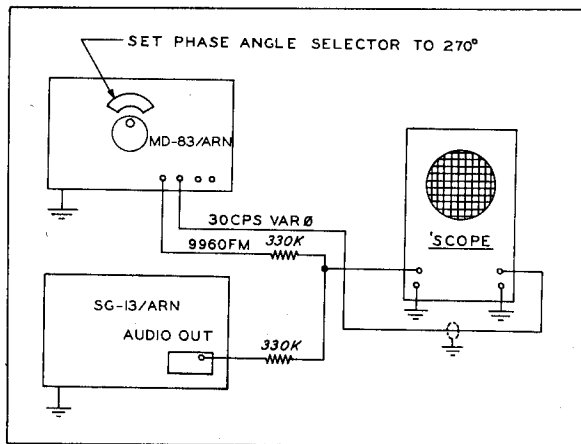 SET PHASE ANGLE SELECTOR TO 270°
MD-83/ARN
30CPS VAR Ø
9960FM
330K
'SCOPE
SG-13/ARN
AUDIO OUT
330K